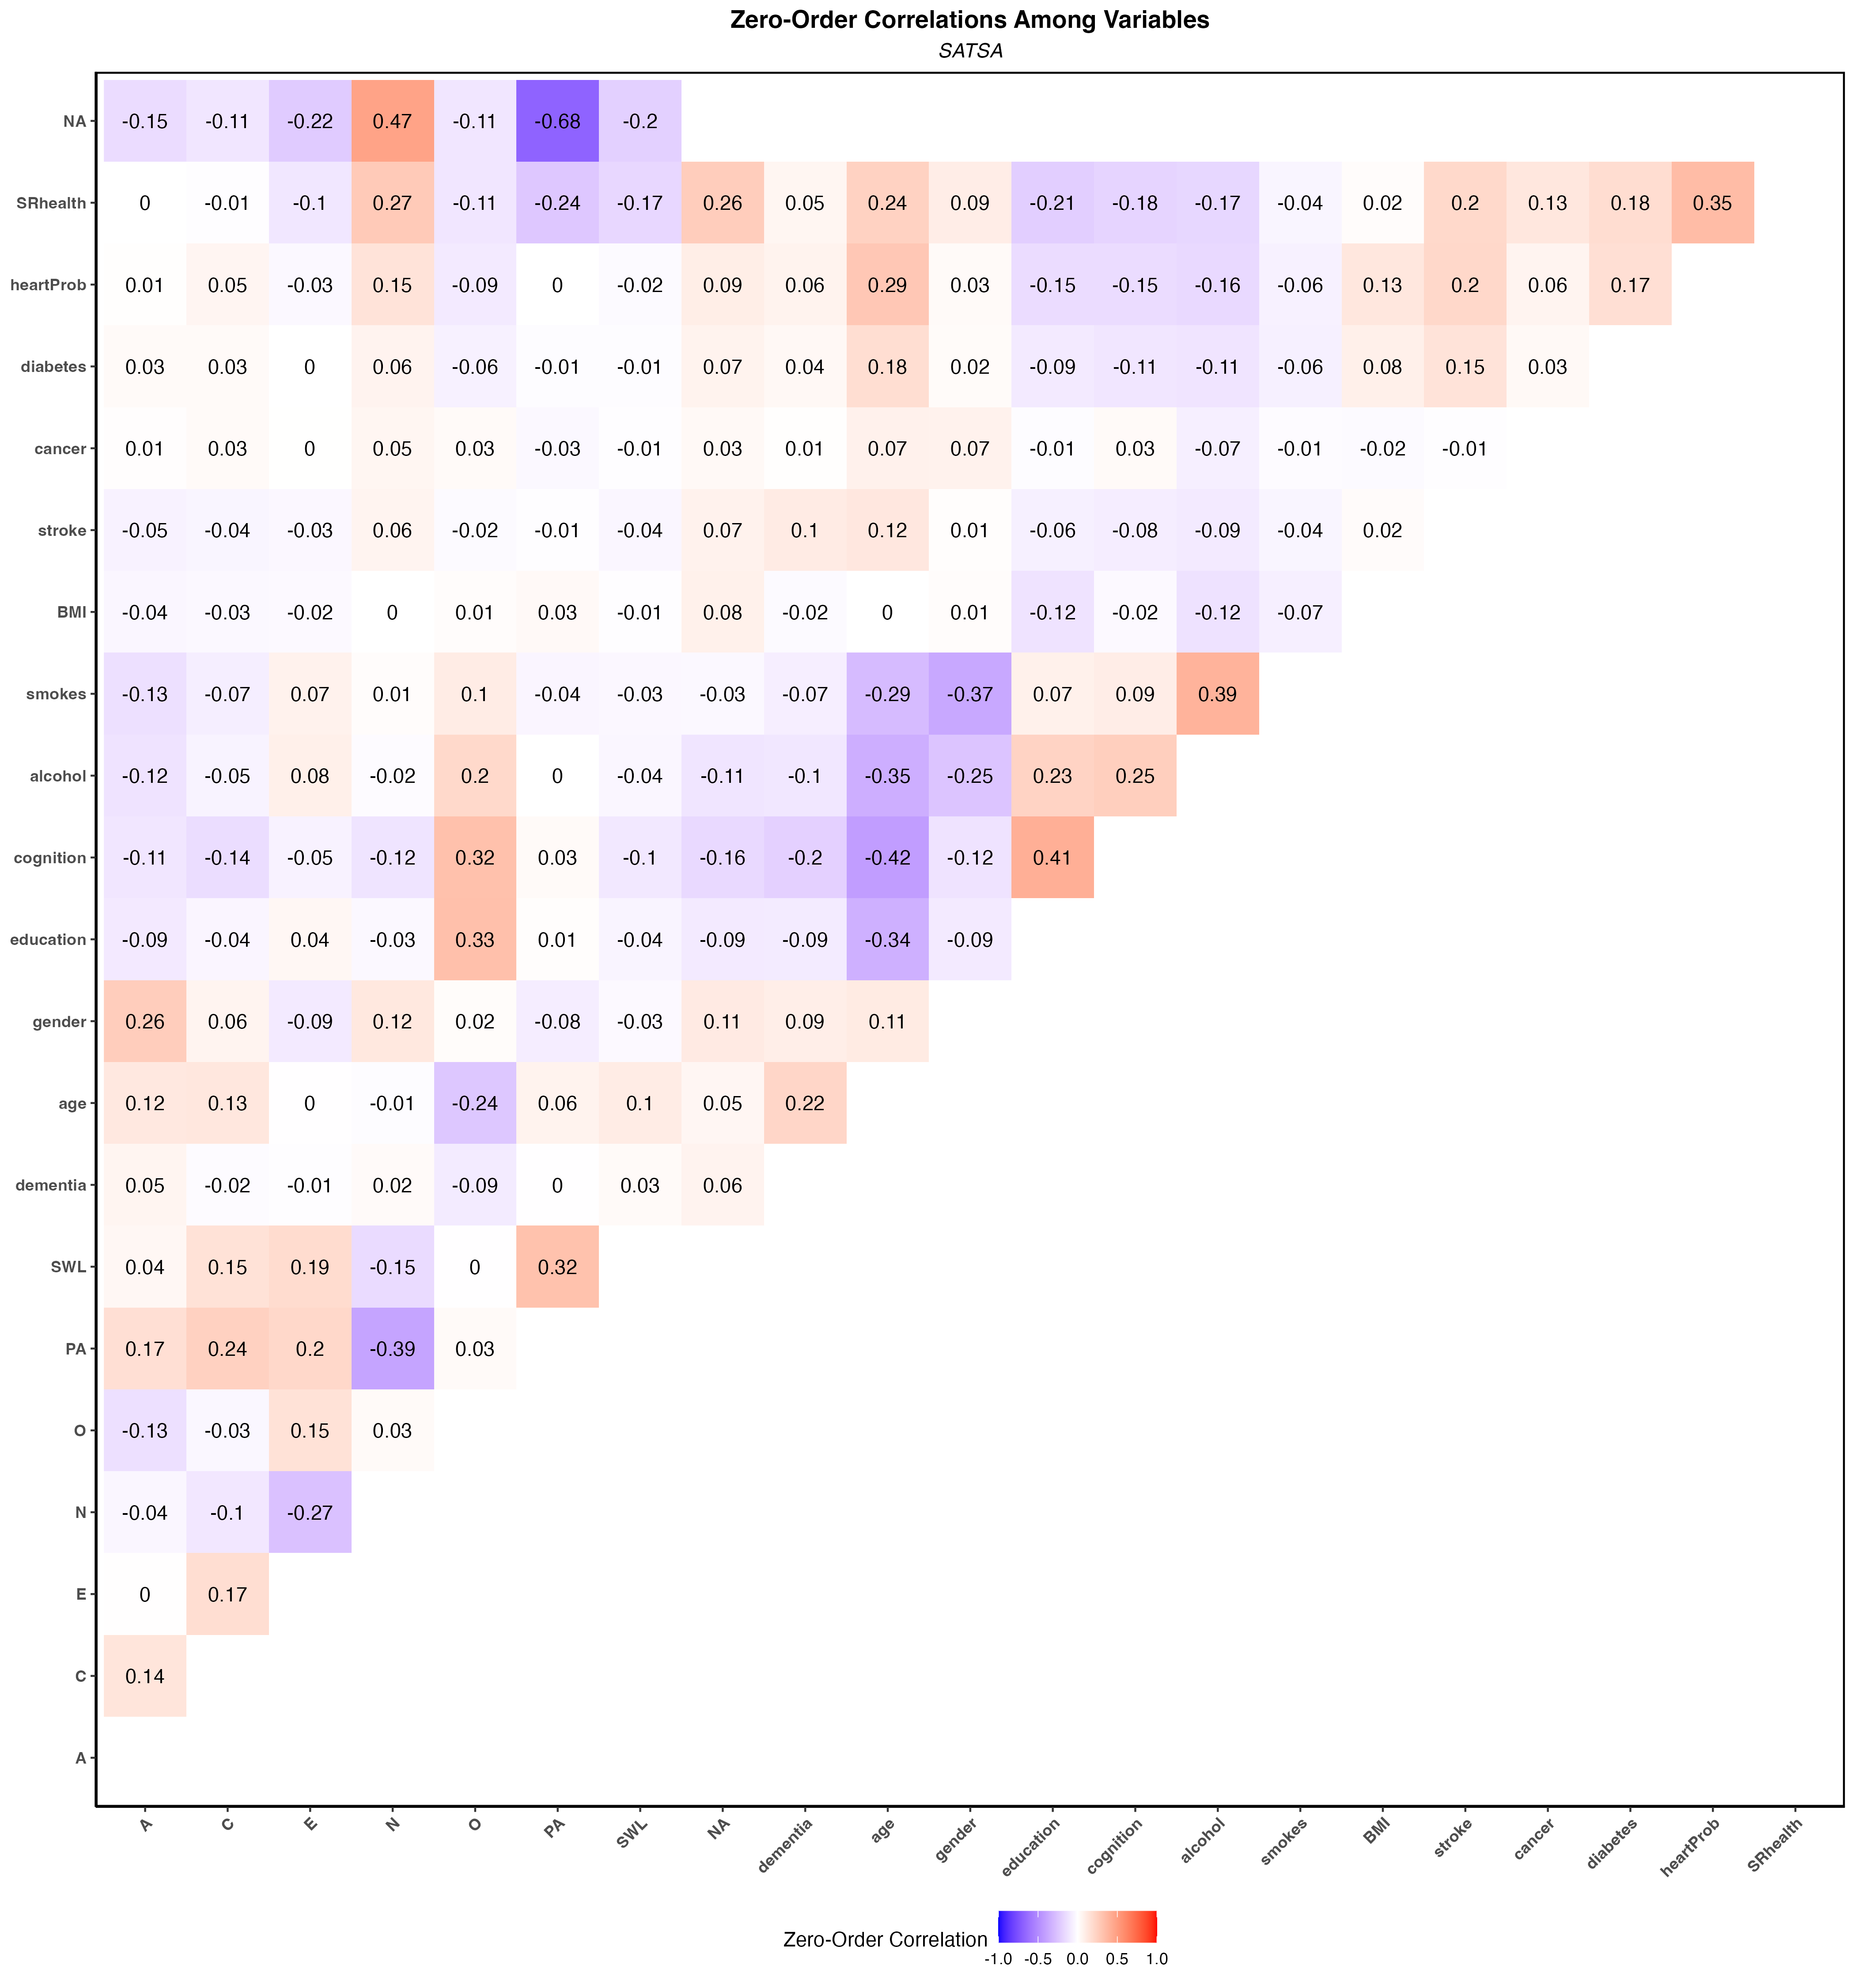 Zero-Order Correlations Among Variables
SATSA
NA -0.15 -0.11 -0.22 0.47 -0.11 -0.68 -0.2
SRhealth 0 -0.01 -0.1 0.27 -0.11 -0.24 -0.17 0.26 0.05 0.24 0.09 -0.21 -0.18 -0.17 -0.04 0.02 0.2 0.13 0.18 0.35
heartProb 0.01 0.05 -0.03 0.15 -0.09 0 -0.02 0.09 0.06 0.29 0.03 -0.15 -0.15 -0.16 -0.06 0.13 0.2 0.06 0.17
diabetes 0.03 0.03 0 0.06 -0.06 -0.01 -0.01 0.07 0.04 0.18 0.02 -0.09 -0.11 -0.11 -0.06 0.08 0.15 0.03
cancer 0.01 0.03 0 0.05 0.03 -0.03 -0.01 0.03 0.01 0.07 0.07 -0.01 0.03 -0.07 -0.01 -0.02 -0.01
stroke -0.05 -0.04 -0.03 0.06 -0.02 -0.01 -0.04 0.07 0.1 0.12 0.01 -0.06 -0.08 -0.09 -0.04 0.02
BMI -0.04 -0.03 -0.02 0 0.01 0.03 -0.01 0.08 -0.02 0 0.01 -0.12 -0.02 -0.12 -0.07
smokes -0.13 -0.07 0.07 0.01 0.1 -0.04 -0.03 -0.03 -0.07 -0.29 -0.37 0.07 0.09 0.39
alcohol -0.12 -0.05 0.08 -0.02 0.2 0 -0.04 -0.11 -0.1 -0.35 -0.25 0.23 0.25
cognition -0.11 -0.14 -0.05 -0.12 0.32 0.03 -0.1 -0.16 -0.2 -0.42 -0.12 0.41
education -0.09 -0.04 0.04 -0.03 0.33 0.01 -0.04 -0.09 -0.09 -0.34 -0.09
gender 0.26 0.06 -0.09 0.12 0.02 -0.08 -0.03 0.11 0.09 0.11
age 0.12 0.13 0 -0.01 -0.24 0.06 0.1 0.05 0.22
dementia 0.05 -0.02 -0.01 0.02 -0.09 0 0.03 0.06
SWL 0.04 0.15 0.19 -0.15 0 0.32
PA 0.17 0.24 0.2 -0.39 0.03
O -0.13 -0.03 0.15 0.03
N -0.04 -0.1 -0.27
E 0 0.17
C 0.14
A
A C E N O PA SWL NA dementia age gender education cognition alcohol smokes BMI stroke cancer diabetes heartProb SRhealth
Zero-Order Correlation
-1.0 -0.5 0.0 0.5 1.0